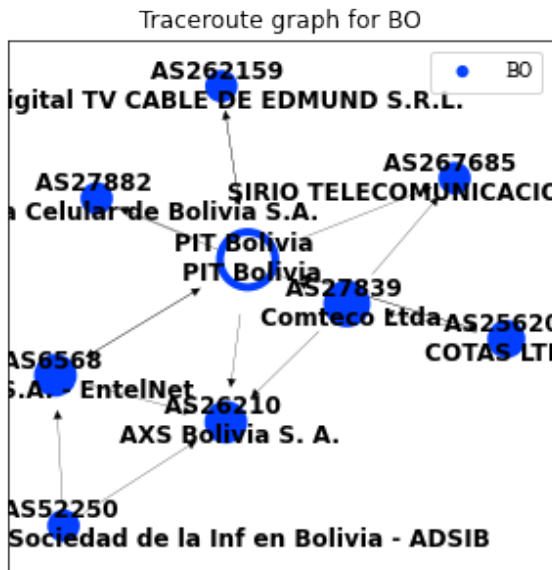 Traceroute graph for BO
BO
AS262159
igital TV CABLE DE EDMUND S.R.L.
AS267685
SIRIO TELECOMUNICACIO
AS27882
a Celular de Bolivia S.A.
PIT Bolivia
PIT Bolivia
AS27839
Comteco Ltda
AS25620
COTAS LT
AS6568
S.A. - EntelNet
AS26210
AXS Bolivia S. A.
AS52250
Sociedad de la Inf en Bolivia - ADSIB